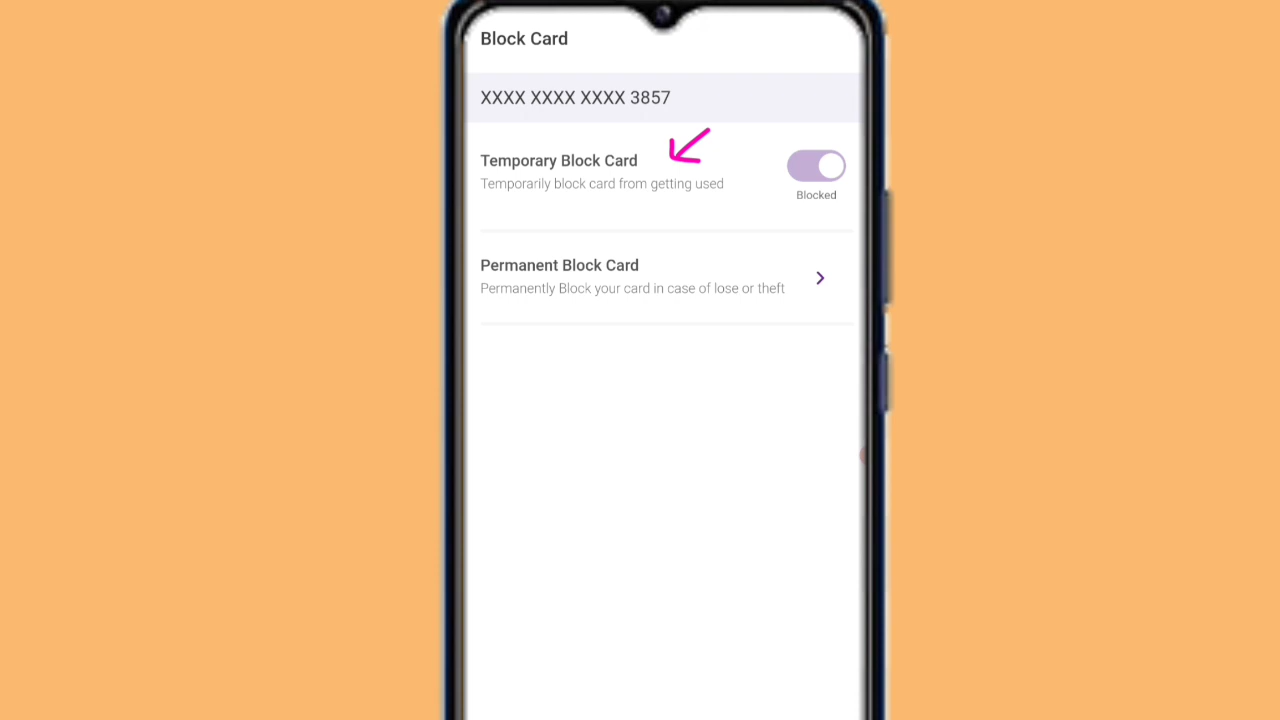 Block Card
XXXX XXXX XXXX 3857
Temporary Block Card
Temporarily block card from getting used
Blocked
Permanent Block Card
Permanently Block your card in case of lose or theft